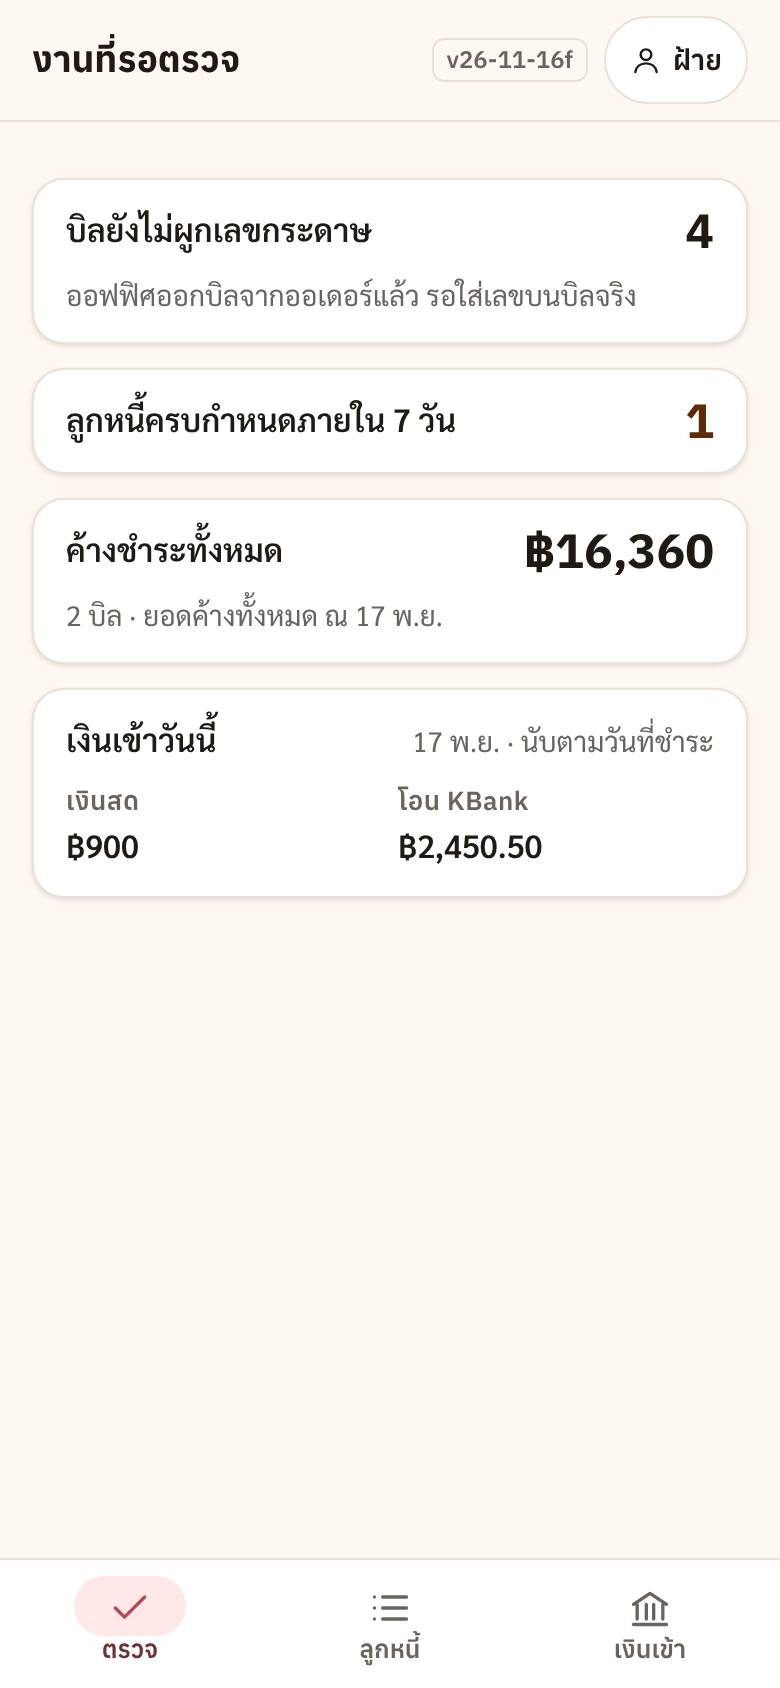 งานที่รอตรวจ
v26-11-16f
ฝ้าย
บิลยังไม่ผูกเลขกระดาษ
4
ออฟฟิศออกบิลจากออเดอร์แล้ว รอใส่เลขบนบิลจริง
ลูกหนี้ครบกำหนดภายใน 7 วัน
1
ค้างชำระทั้งหมด
฿16,360
2 บิล · ยอดค้างทั้งหมด ณ 17 พ.ย.
เงินเข้าวันนี้
17 พ.ย. · นับตามวันที่ชำระ
เงินสด
โอน KBank
฿900
฿2,450.50
ตรวจ
ลูกหนี้
เงินเข้า